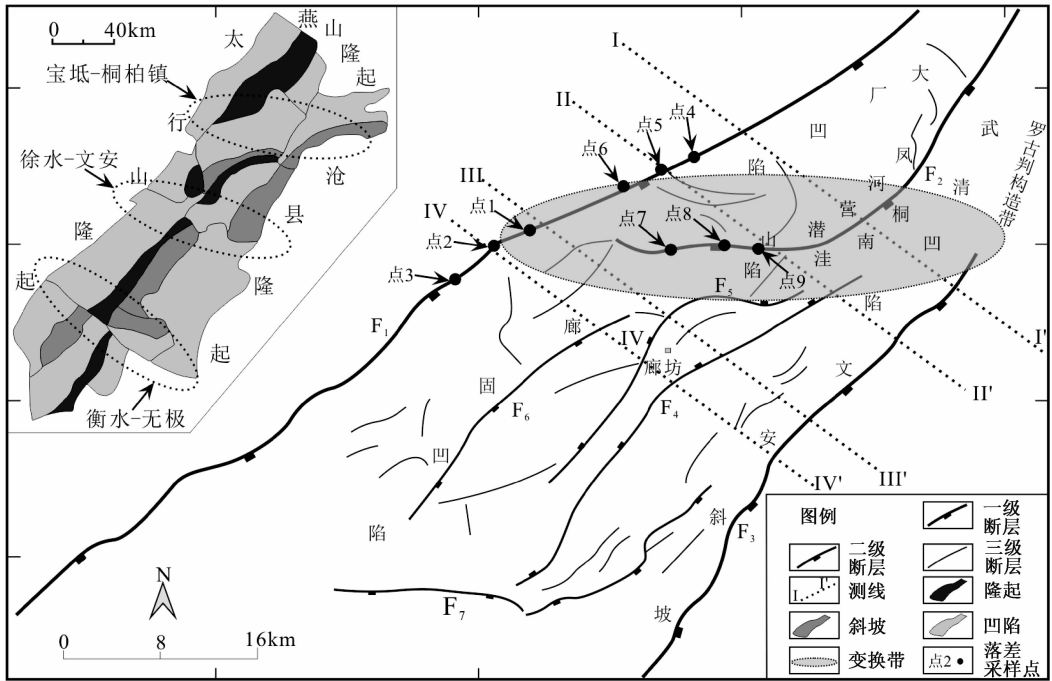 0 40km
太 燕山 隆起
宝坻-桐柏镇
行
徐水-文安
山 沧
隆 县
起 隆
起
衡水-无极
I
II
III
IV
点5 点4
点6
点1
点2
点3
点7 点8
点9
大
厂
凹
陷
武
清
凹
陷
凤
河
营
潜
山
桐
南
洼
陷
罗古判构造带
F1
F2
F3
F4
F5
F6
F7
IV
廊坊
廊
固
凹
陷
文
安
斜
坡
I'
II'
III'
IV'
N
0 8 16km
图例
一级断层
二级断层
三级断层
I I' 测线
隆起
斜坡
凹陷
变换带
点2 落差采样点